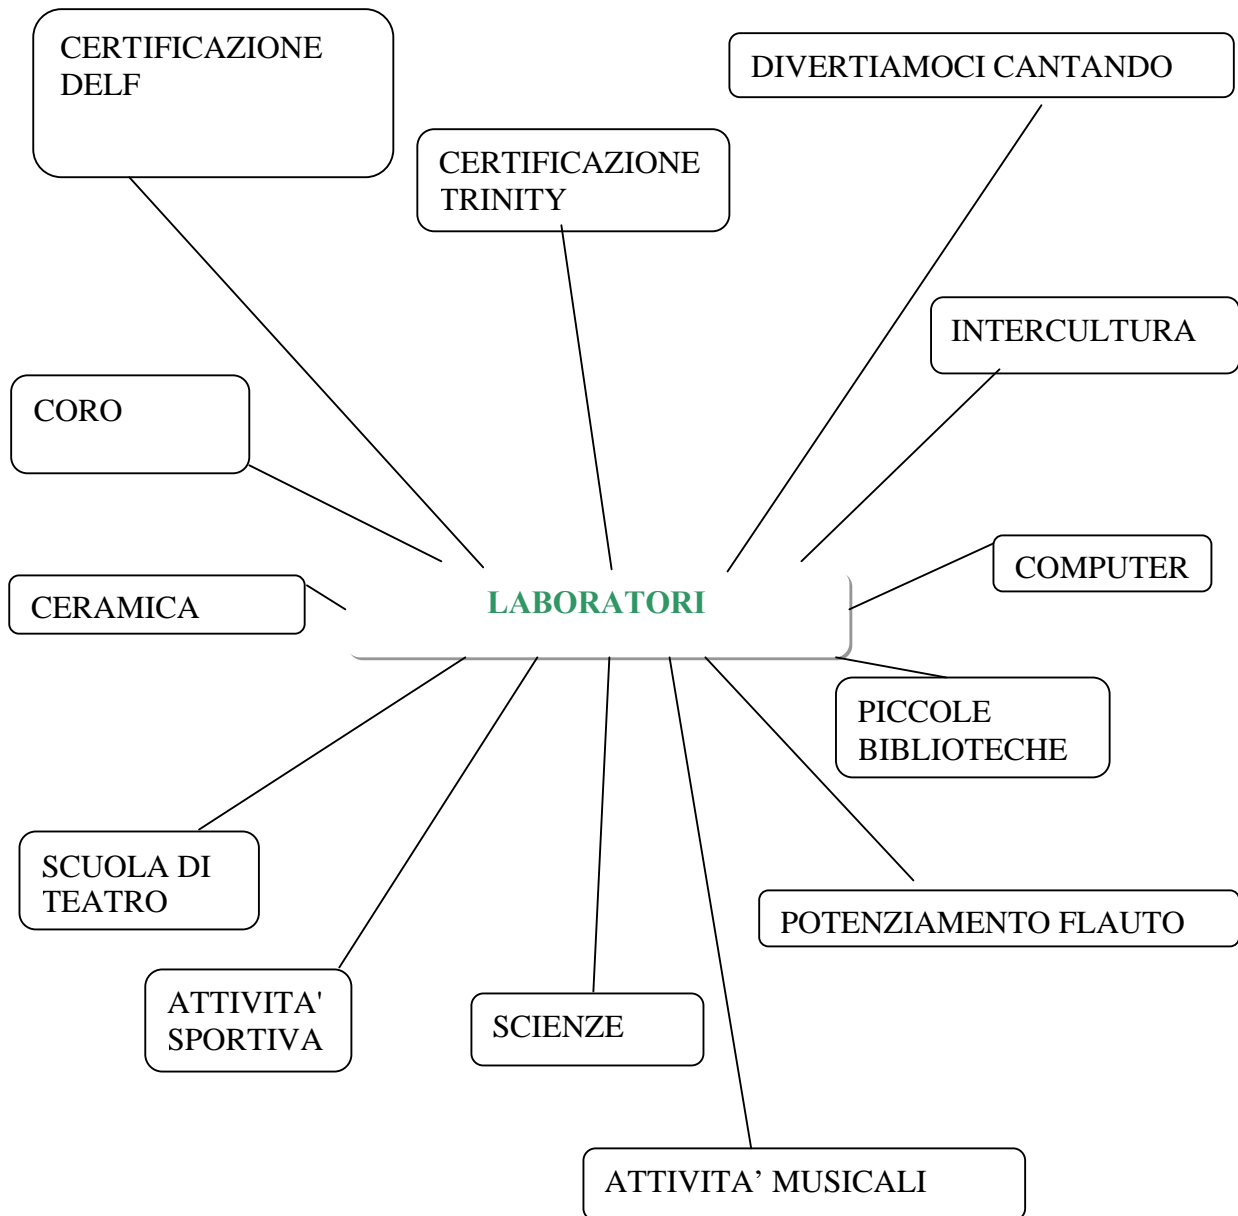 CERTIFICAZIONE
DELF
DIVERTIAMOCI CANTANDO
CERTIFICAZIONE
TRINITY
INTERCULTURA
CORO
COMPUTER
CERAMICA
LABORATORI
PICCOLE
BIBLIOTECHE
SCUOLA DI
TEATRO
POTENZIAMENTO FLAUTO
ATTIVITA'
SPORTIVA
SCIENZE
ATTIVITA’ MUSICALI